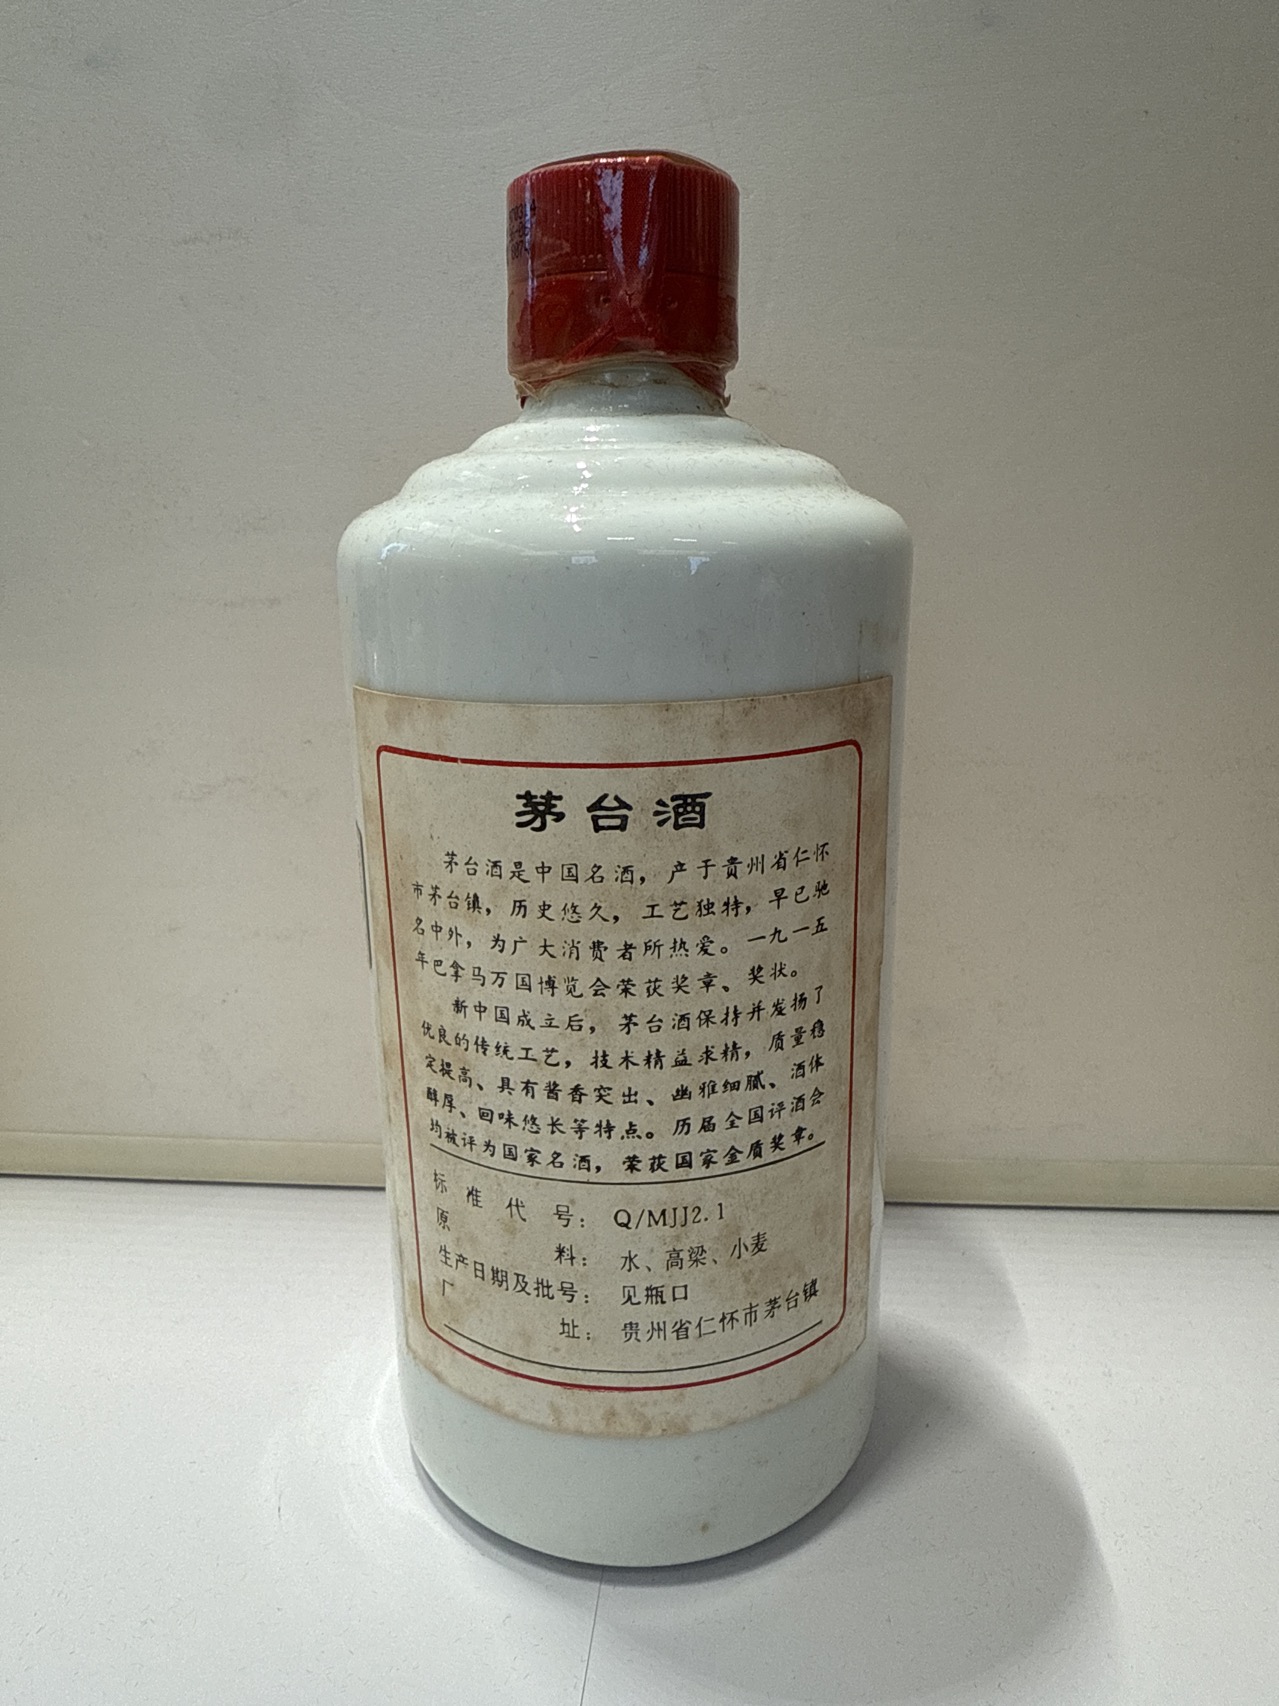 茅台酒
茅台酒是中国名酒，产于贵州省仁怀
市茅台镇，历史悠久，工艺独特，早已驰
名中外，为广大消费者所热爱。一九一五
年巴拿马万国博览会荣获奖章、奖状。
新中国成立后，茅台酒保持并发扬了
优良的传统工艺，技术精益求精，质量稳
定提高、具有酱香突出、幽雅细腻、酒体
醇厚、回味悠长等特点。历届全国评酒会
均被评为国家名酒，荣获国家金质奖章。
标准代号：Q/MJJ2.1
原料：水、高粱、小麦
生产日期及批号：见瓶口
厂址：贵州省仁怀市茅台镇